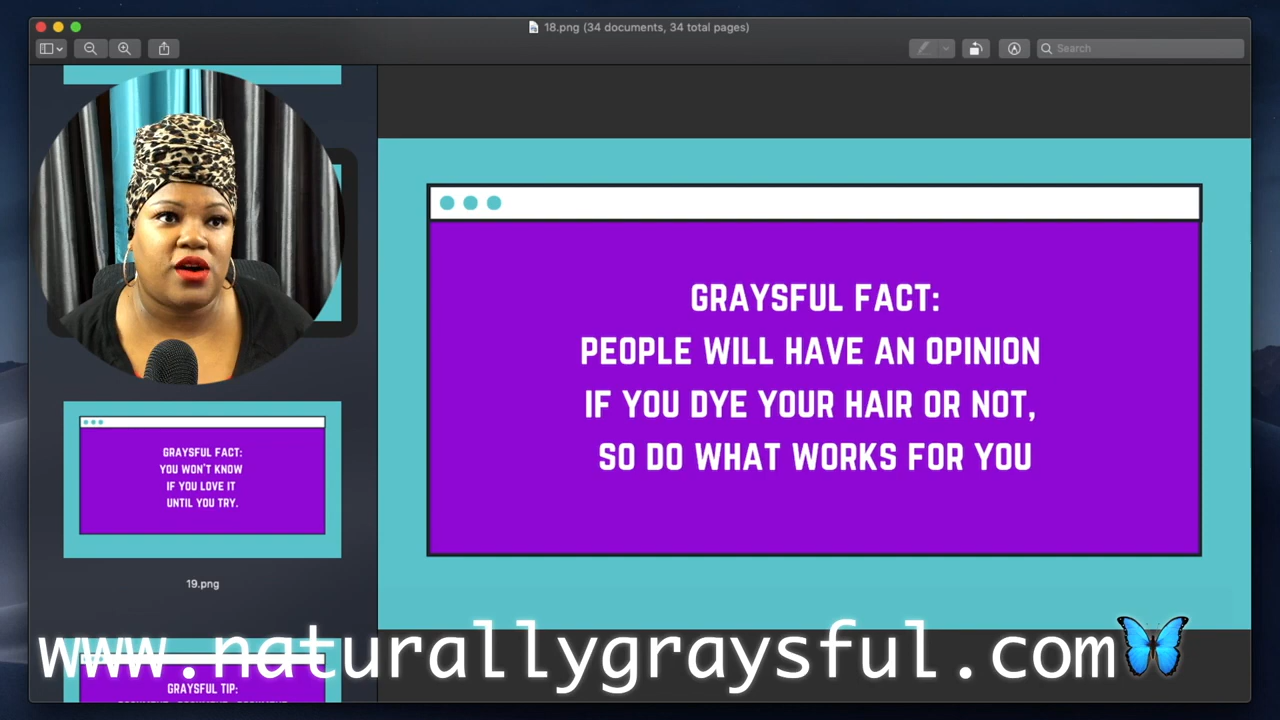 18.png (34 documents, 34 total pages)
Search
GRAYSFUL FACT:
PEOPLE WILL HAVE AN OPINION
IF YOU DYE YOUR HAIR OR NOT,
SO DO WHAT WORKS FOR YOU
GRAYSFUL FACT:
YOU WON'T KNOW
IF YOU LOVE IT
UNTIL YOU TRY.
19.png
www.naturallygraysful.com
GRAYSFUL TIP: